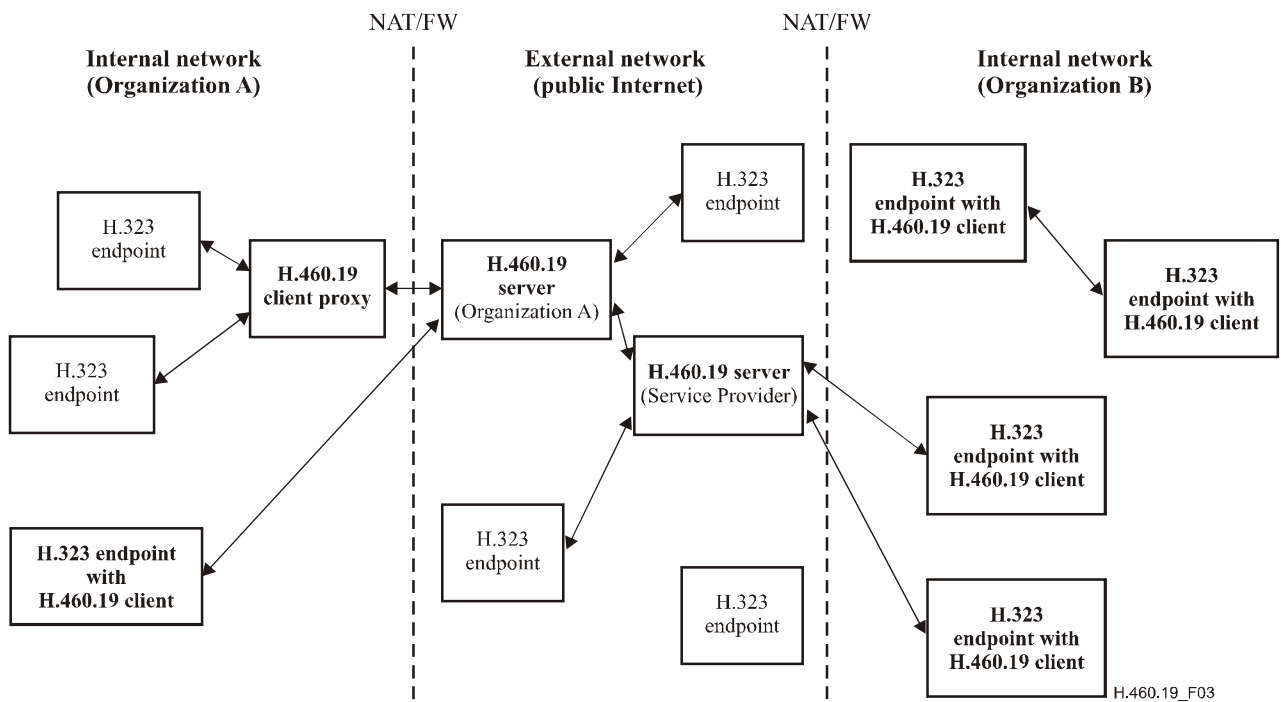 NAT/FW
NAT/FW
Internal network
(Organization A)
External network
(public Internet)
Internal network
(Organization B)
H.323
endpoint
H.323
endpoint
H.460.19
client proxy
H.323 endpoint
with
H.460.19 client
H.323
endpoint
H.460.19
server
(Organization A)
H.460.19 server
(Service Provider)
H.323
endpoint
H.323
endpoint
H.323
endpoint with
H.460.19 client
H.323
endpoint with
H.460.19 client
H.323
endpoint with
H.460.19 client
H.323
endpoint with
H.460.19 client
H.460.19_F03